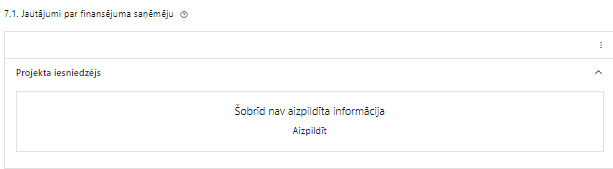 7.1. Jautājumi par finansējuma saņēmēju
Projekta iesniedzējs
Šobrīd nav aizpildīta informācija
Aizpildīt